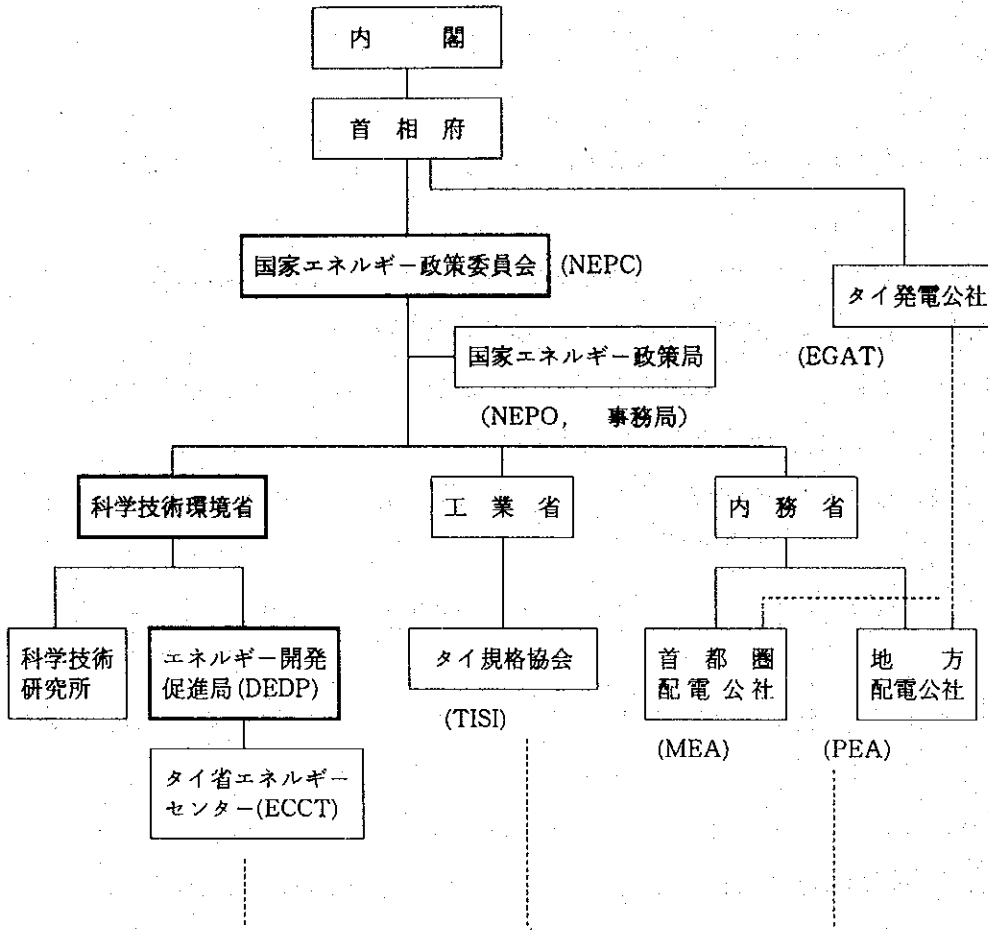 内閣
首相府
国家エネルギー政策委員会 (NEPC)
タイ発電公社
国家エネルギー政策局
(EGAT)
(NEPO, 事務局)
科学技術環境省
工業省
内務省
科学技術
研究所
エネルギー開発
促進局(DEDP)
タイ規格協会
首都圏
配電公社
地方
配電公社
(TISI)
(MEA)
(PEA)
タイ省エネルギー
センター(ECCT)